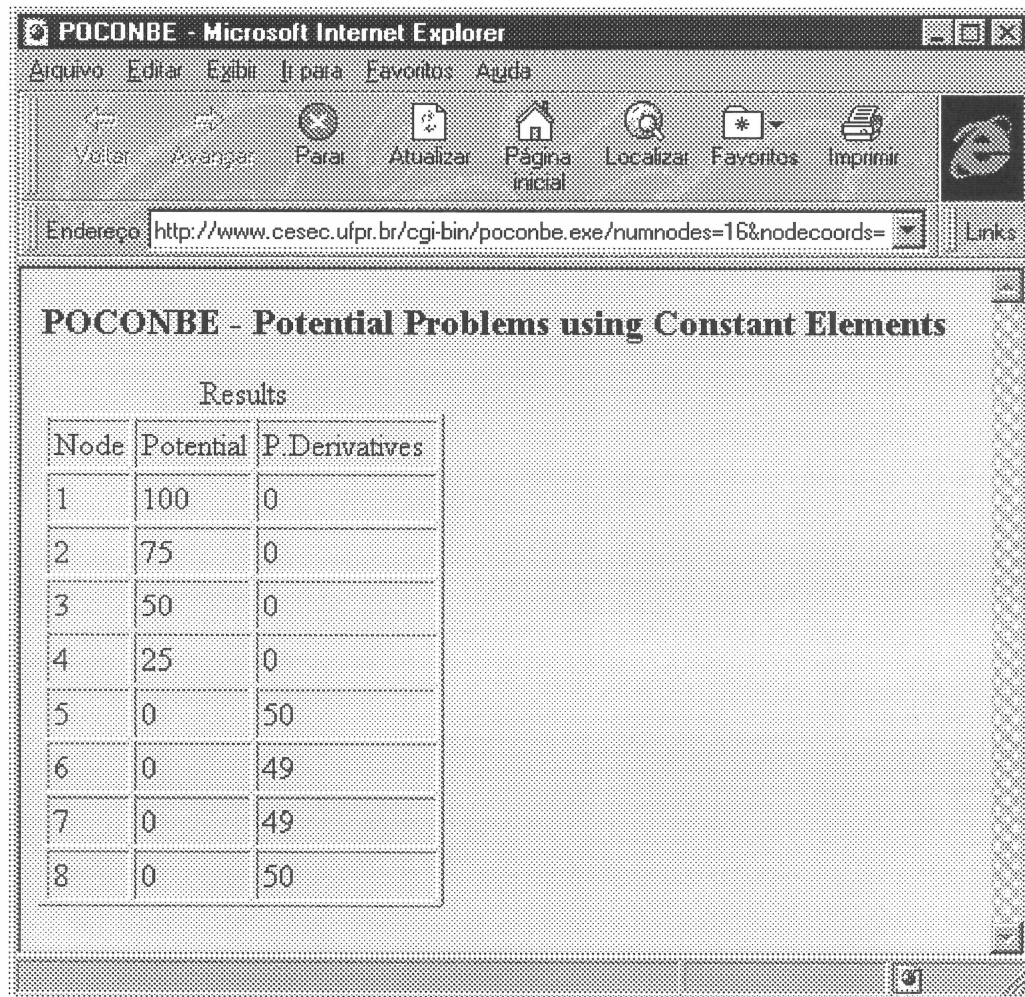 POCONBE - Microsoft Internet Explorer
Arquivo Editar Exibir Ir para Favoritos Ajuda
Voltar Avançar Parar Atualizar Página inicial Localizar Favoritos Imprimir
Endereço http://www.cesec.ufpr.br/cgi-bin/poconbe.exe/numnodes=16&nodecoords= Links
POCONBE - Potential Problems using Constant Elements
Results
Node Potential P.Derivatives
1 100 0
2 75 0
3 50 0
4 25 0
5 0 50
6 0 49
7 0 49
8 0 50